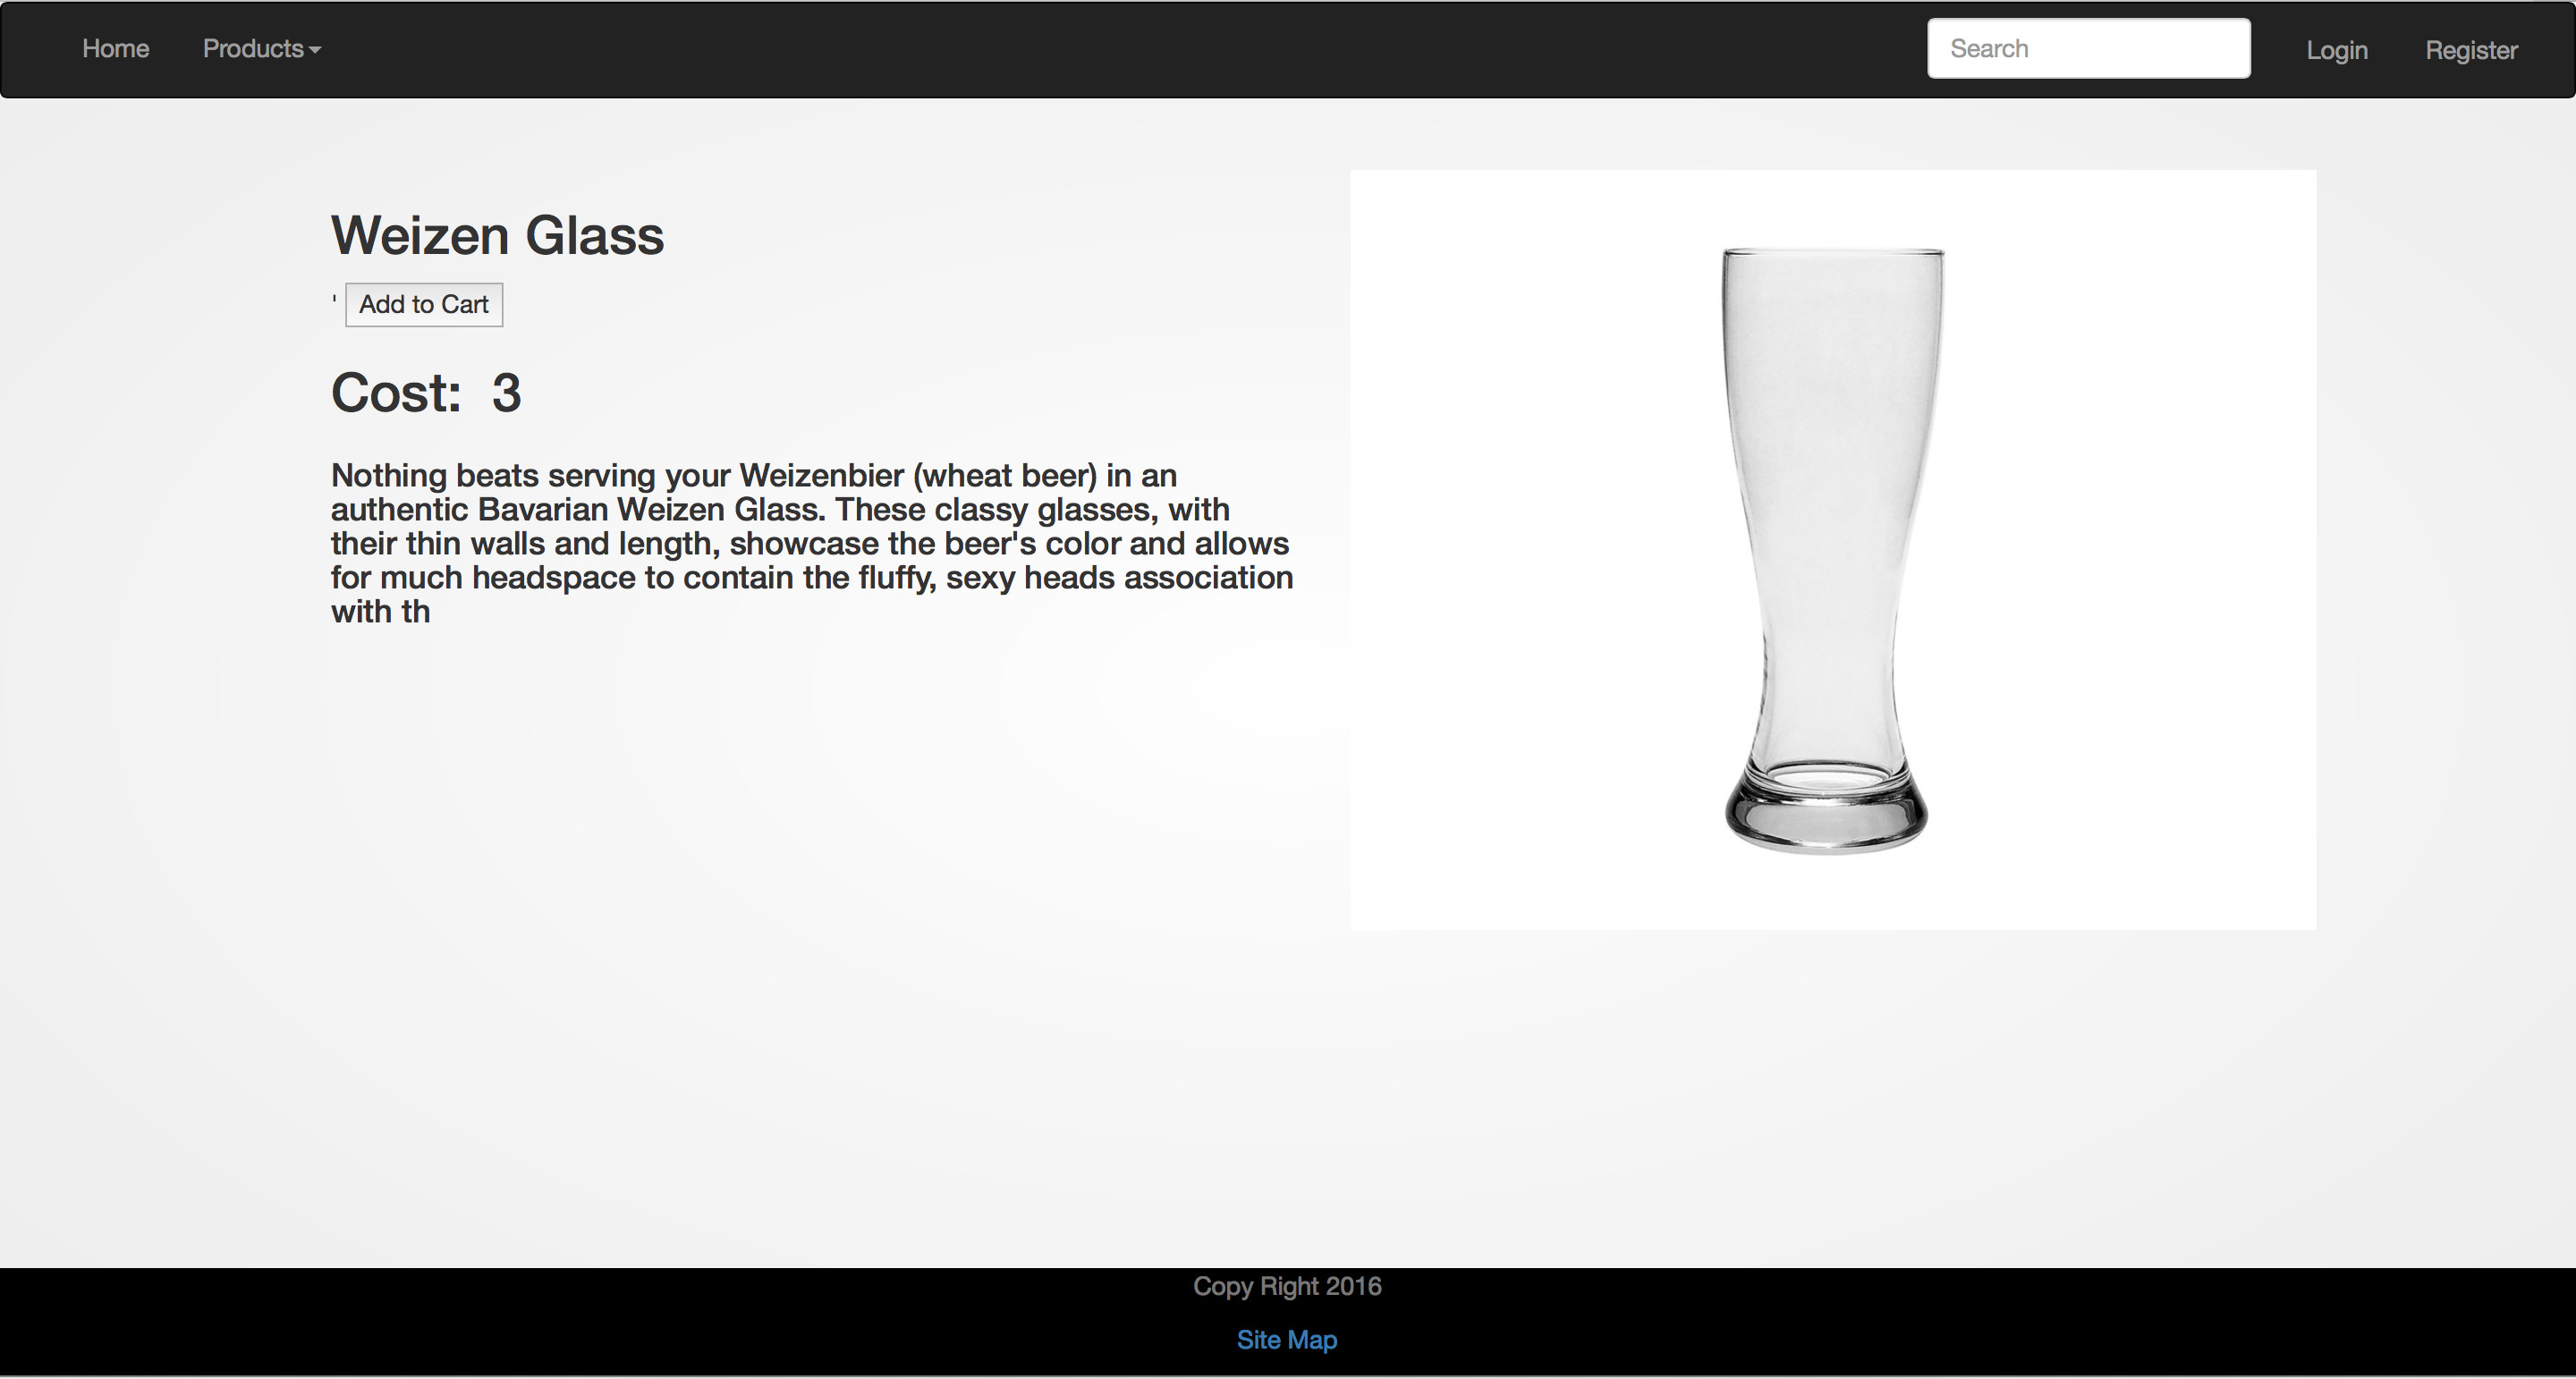 Home Products Search Login Register
Weizen Glass
' Add to Cart
Cost: 3
Nothing beats serving your Weizenbier (wheat beer) in an
authentic Bavarian Weizen Glass. These classy glasses, with
their thin walls and length, showcase the beer's color and allows
for much headspace to contain the fluffy, sexy heads association
with th
Copy Right 2016
Site Map